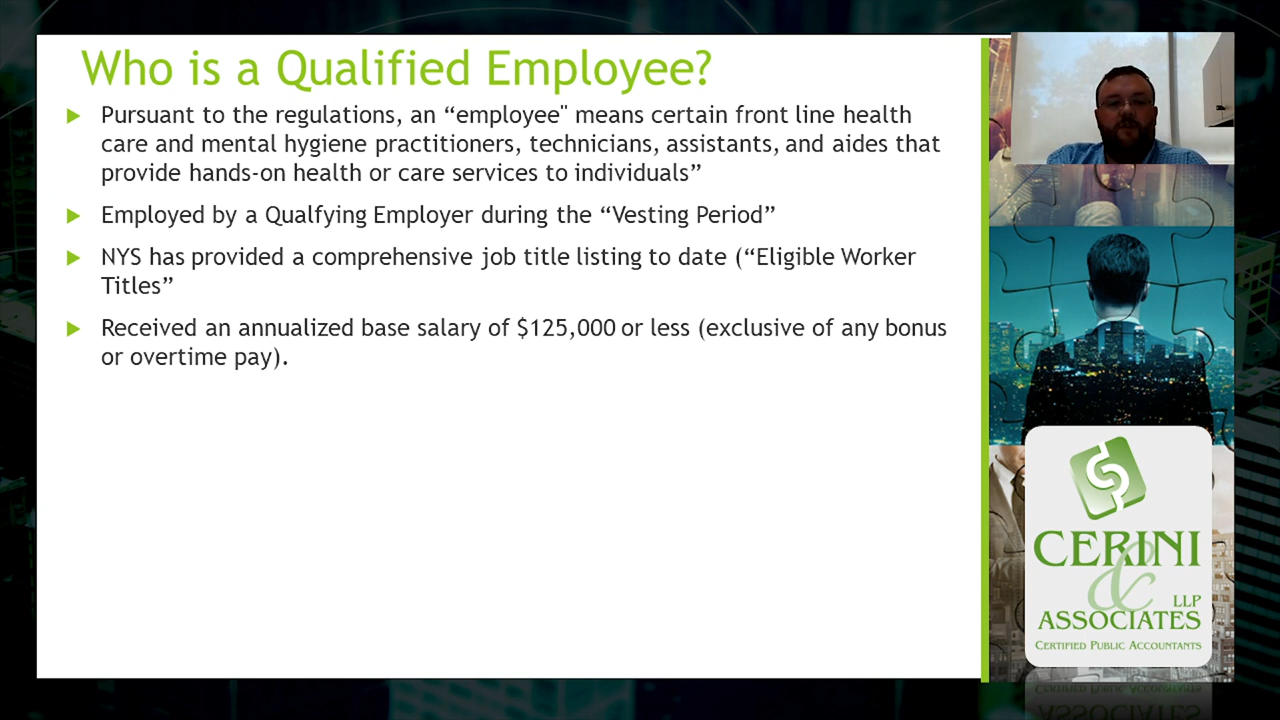 Who is a Qualified Employee?
Pursuant to the regulations, an “employee" means certain front line health
care and mental hygiene practitioners, technicians, assistants, and aides that
provide hands-on health or care services to individuals”
Employed by a Qualfying Employer during the “Vesting Period”
NYS has provided a comprehensive job title listing to date (“Eligible Worker
Titles”
Received an annualized base salary of $125,000 or less (exclusive of any bonus
or overtime pay).
CERINI
&
LLP
ASSOCIATES
CERTIFIED PUBLIC ACCOUNTANTS